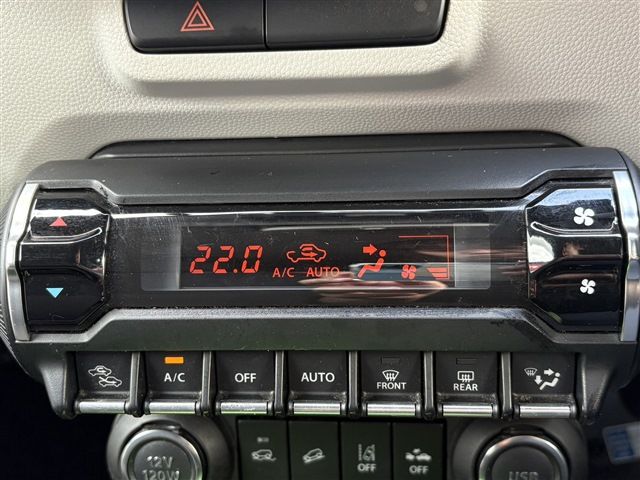 22.0
A/C AUTO
A/C
OFF
AUTO
FRONT
REAR
12V
120W
OFF
OFF
USB